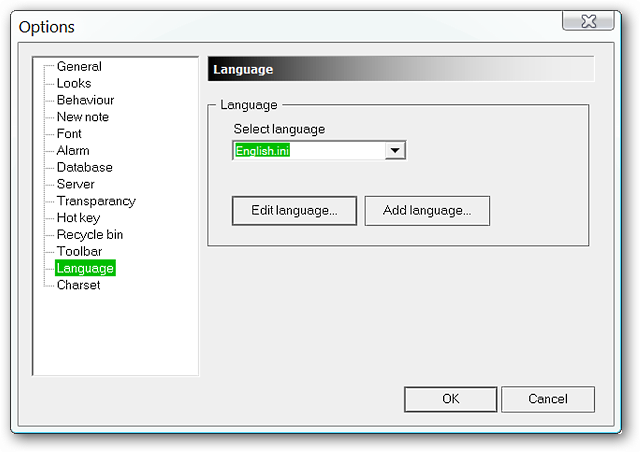 Options
General
Looks
Behaviour
New note
Font
Alarm
Database
Server
Transparancy
Hot key
Recycle bin
Toolbar
Language
Charset
Language
Language
Select language
English.ini
Edit language...
Add language...
OK
Cancel